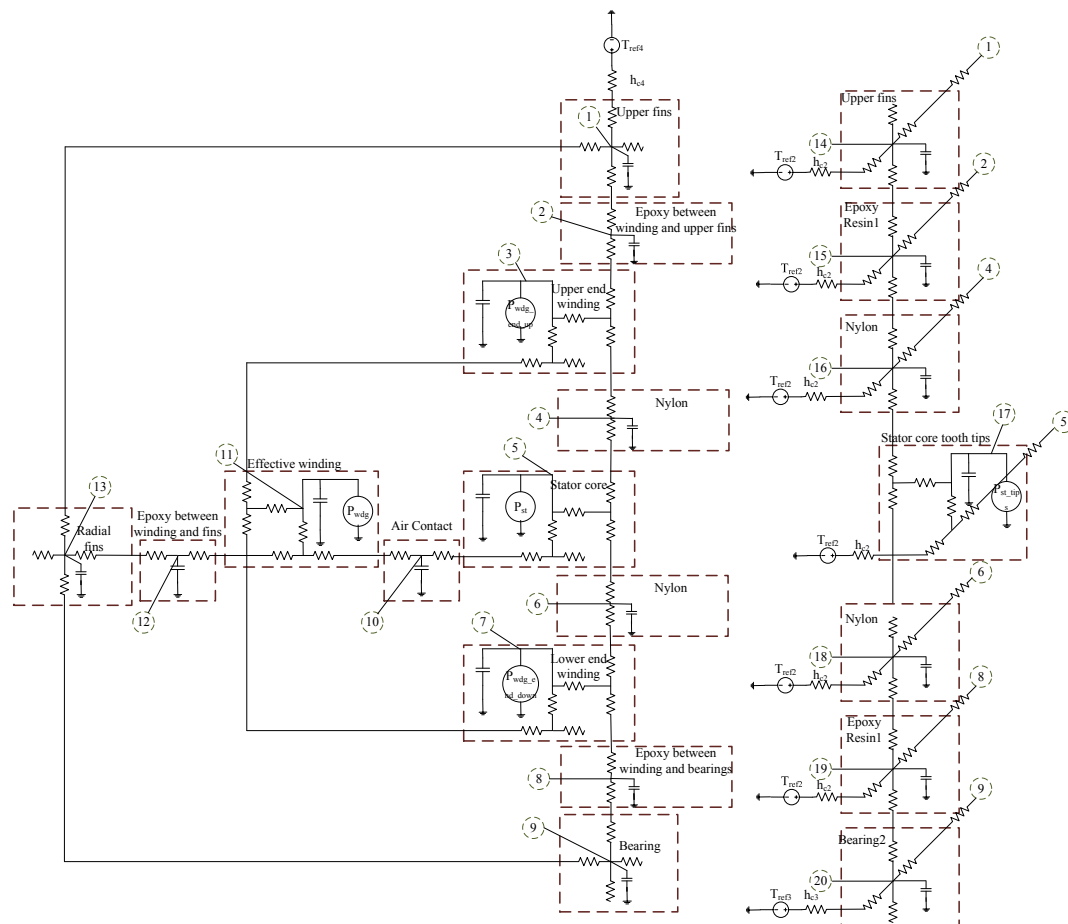 T_ref4
h_c4
Upper fins
1
2
Epoxy between
winding and upper fins
3
Upper end
winding
P_wdg_
end_up
4
Nylon
5
Stator core
P_st
11
Effective winding
P_wdg
13
Radial
fins
Epoxy between
winding and fins
12
Air Contact
10
Nylon
6
7
Lower end
winding
P_wdg_e
nd_down
Epoxy between
winding and bearings
8
9
Bearing
1
Upper fins
14
T_ref2
h_c2
2
Epoxy
Resin1
15
T_ref2
h_c2
4
Nylon
16
T_ref2
h_c2
17
5
Stator core tooth tips
P_st_tip
s
T_ref2
h_c2
6
Nylon
18
T_ref2
h_c2
8
Epoxy
Resin1
19
T_ref2
h_c2
9
Bearing2
20
T_ref3
h_c3